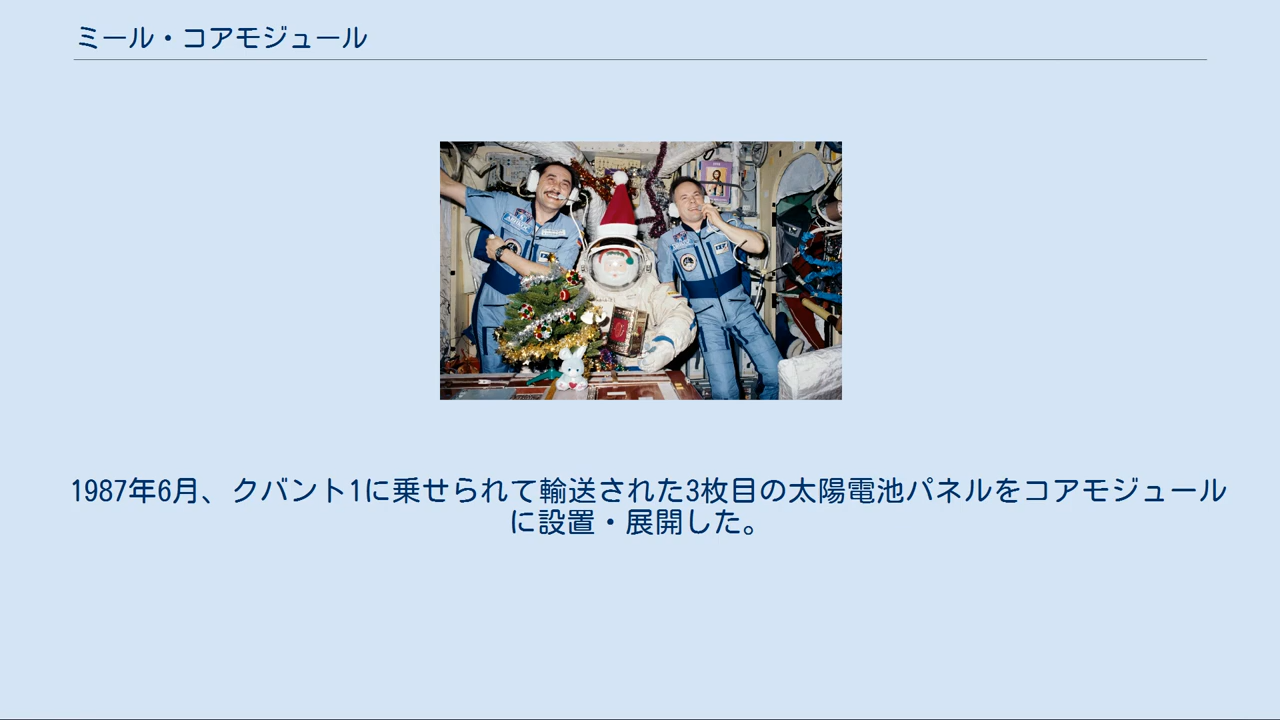 ミール・コアモジュール
1987年6月、クバント1に乗せられて輸送された3枚目の太陽電池パネルをコアモジュール
に設置・展開した。